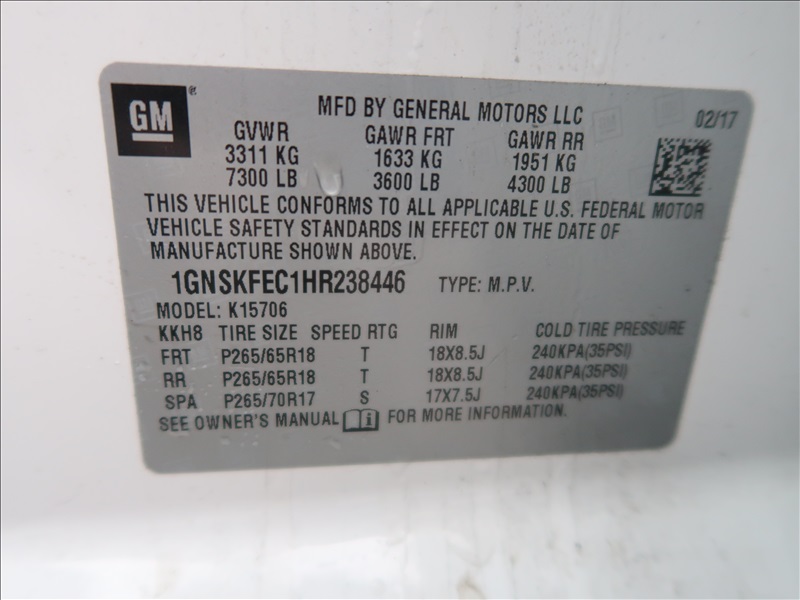 GM ®
MFD BY GENERAL MOTORS LLC 02/17
GVWR GAWR FRT GAWR RR
3311 KG 1633 KG 1951 KG
7300 LB 3600 LB 4300 LB
THIS VEHICLE CONFORMS TO ALL APPLICABLE U.S. FEDERAL MOTOR
VEHICLE SAFETY STANDARDS IN EFFECT ON THE DATE OF
MANUFACTURE SHOWN ABOVE.
1GNSKFEC1HR238446 TYPE: M.P.V.
MODEL: K15706
KKH8 TIRE SIZE SPEED RTG RIM COLD TIRE PRESSURE
FRT P265/65R18 T 18X8.5J 240KPA(35PSI)
RR P265/65R18 T 18X8.5J 240KPA(35PSI)
SPA P265/70R17 S 17X7.5J 240KPA(35PSI)
SEE OWNER'S MANUAL i FOR MORE INFORMATION.